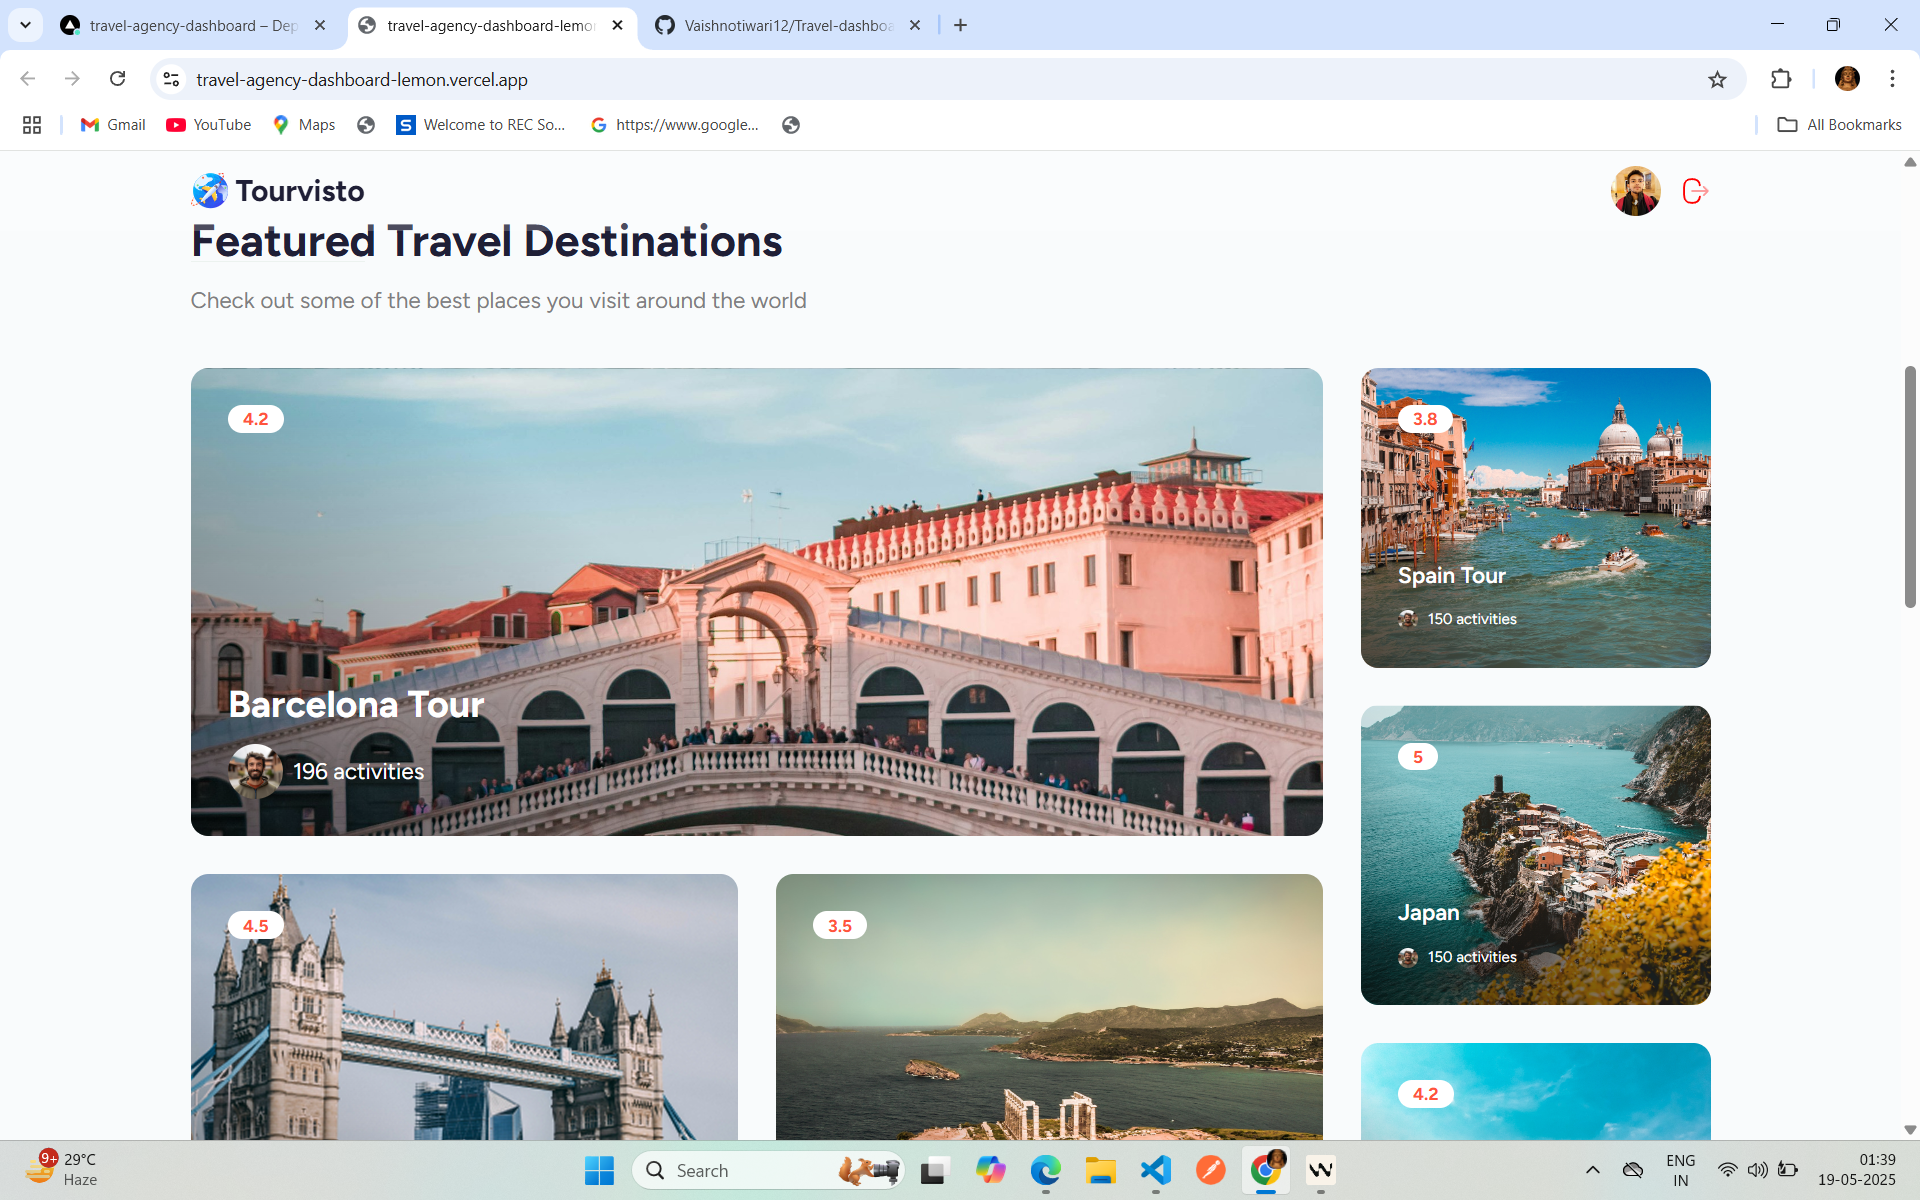 travel-agency-dashboard – Dep
travel-agency-dashboard-lemo
Vaishnotiwari12/Travel-dashboa
travel-agency-dashboard-lemon.vercel.app
Gmail
YouTube
Maps
Welcome to REC So...
https://www.google...
All Bookmarks
Tourvisto
Featured Travel Destinations
Check out some of the best places you visit around the world
4.2
Barcelona Tour
196 activities
3.8
Spain Tour
150 activities
5
Japan
150 activities
4.5
3.5
4.2
9+
29°C
Haze
Search
ENG
IN
01:39
19-05-2025